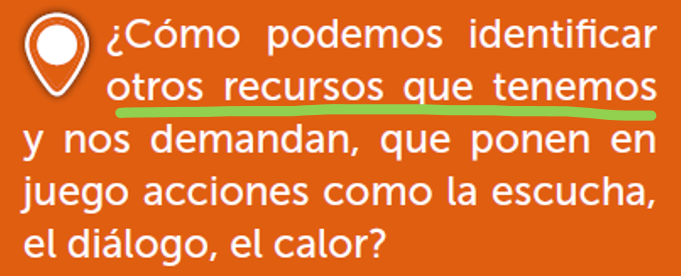 ¿Cómo podemos identificar
otros recursos que tenemos
y nos demandan, que ponen en
juego acciones como la escucha,
el diálogo, el calor?